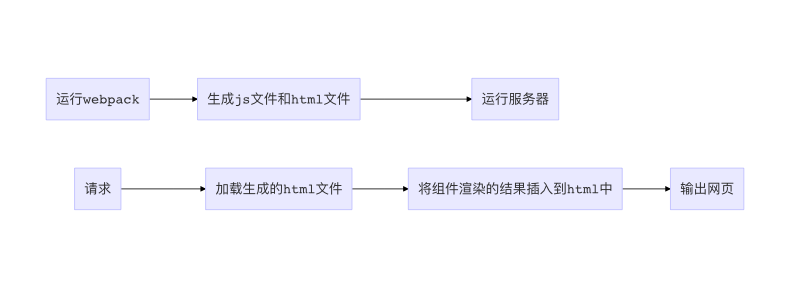 运行webpack
生成js文件和html文件
运行服务器
请求
加载生成的html文件
将组件渲染的结果插入到html中
输出网页